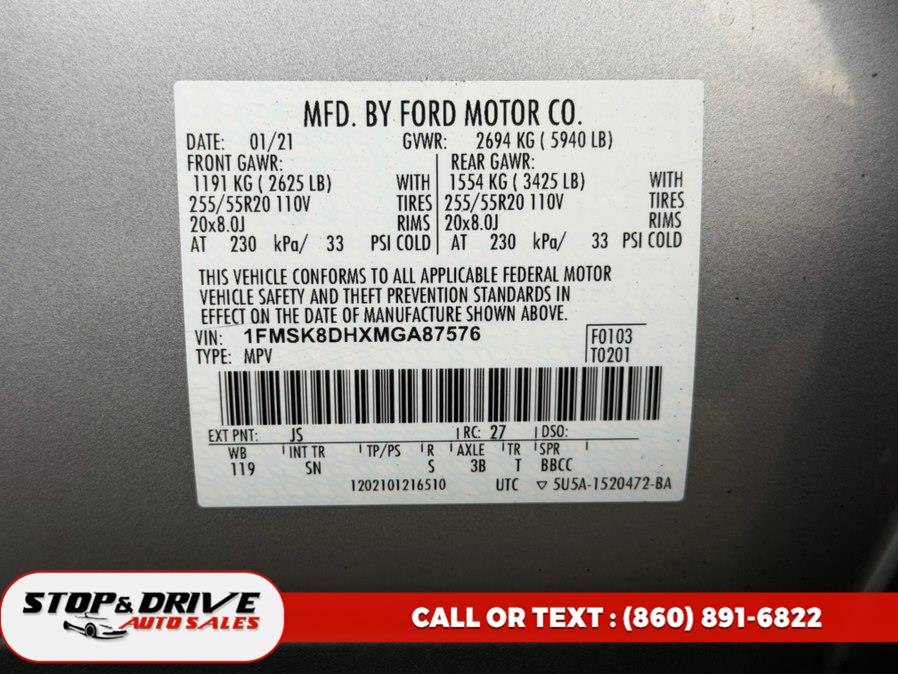 MFD. BY FORD MOTOR CO.
DATE: 01/21 GVWR: 2694 KG ( 5940 LB)
FRONT GAWR: REAR GAWR:
1191 KG ( 2625 LB) WITH 1554 KG ( 3425 LB) WITH
255/55R20 110V TIRES 255/55R20 110V TIRES
20x8.0J RIMS 20x8.0J RIMS
AT 230 kPa/ 33 PSI COLD AT 230 kPa/ 33 PSI COLD
THIS VEHICLE CONFORMS TO ALL APPLICABLE FEDERAL MOTOR
VEHICLE SAFETY AND THEFT PREVENTION STANDARDS IN
EFFECT ON THE DATE OF MANUFACTURE SHOWN ABOVE.
VIN: 1FMSK8DHXMGA87576 F0103
TYPE: MPV T0201
EXT PNT: JS RC: 27 DSO:
WB INT TR TP/PS R AXLE TR SPR
119 SN S 3B T BBCC
1202101216510 UTC ▽ 5U5A-1520472-BA
STOP & DRIVE
AUTO SALES
CALL OR TEXT : (860) 891-6822